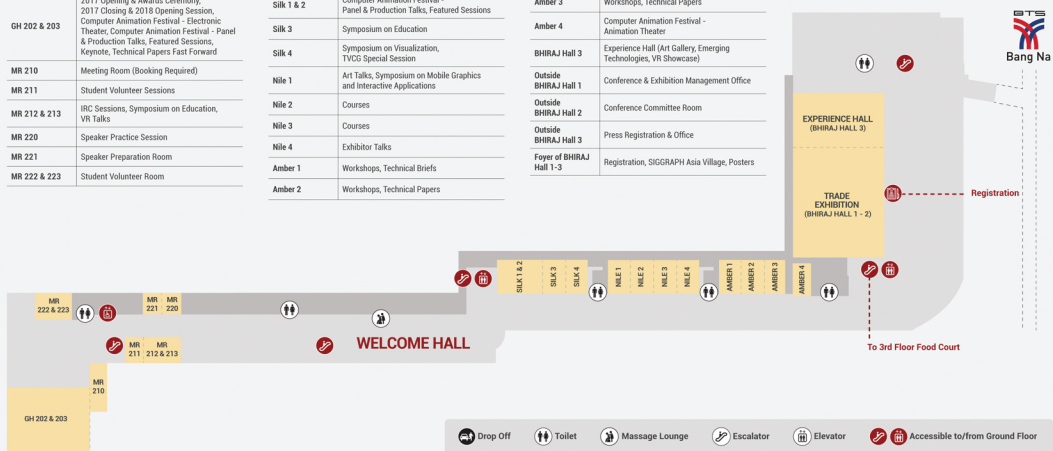 2017 Opening & Awards Ceremony,
2017 Closing & 2018 Opening Session,
GH 202 & 203
Computer Animation Festival - Electronic
Theater, Computer Animation Festival - Panel
& Production Talks, Featured Sessions,
Keynote, Technical Papers Fast Forward
MR 210
Meeting Room (Booking Required)
MR 211
Student Volunteer Sessions
MR 212 & 213
IRC Sessions, Symposium on Education,
VR Talks
MR 220
Speaker Practice Session
MR 221
Speaker Preparation Room
MR 222 & 223
Student Volunteer Room
Silk 1 & 2
Computer Animation Festival -
Panel & Production Talks, Featured Sessions
Silk 3
Symposium on Education
Silk 4
Symposium on Visualization,
TVCG Special Session
Nile 1
Art Talks, Symposium on Mobile Graphics
and Interactive Applications
Nile 2
Courses
Nile 3
Courses
Nile 4
Exhibitor Talks
Amber 1
Workshops, Technical Briefs
Amber 2
Workshops, Technical Papers
Amber 3
Workshops, Technical Papers
Amber 4
Computer Animation Festival -
Animation Theater
BHIRAJ Hall 3
Experience Hall (Art Gallery, Emerging
Technologies, VR Showcase)
Outside
BHIRAJ Hall 1
Conference & Exhibition Management Office
Outside
BHIRAJ Hall 2
Conference Committee Room
Outside
BHIRAJ Hall 3
Press Registration & Office
Foyer of BHIRAJ
Hall 1-3
Registration, SIGGRAPH Asia Village, Posters
BTS
Bang Na
EXPERIENCE HALL
(BHIRAJ HALL 3)
TRADE
EXHIBITION
(BHIRAJ HALL 1 - 2)
Registration
SILK 1 & 2
SILK 3
SILK 4
NILE 1
NILE 2
NILE 3
NILE 4
AMBER 1
AMBER 2
AMBER 3
AMBER 4
MR
222 & 223
MR
221
MR
220
WELCOME HALL
MR
211
MR
212 & 213
To 3rd Floor Food Court
MR
210
GH 202 & 203
Drop Off
Toilet
Massage Lounge
Escalator
Elevator
Accessible to/from Ground Floor